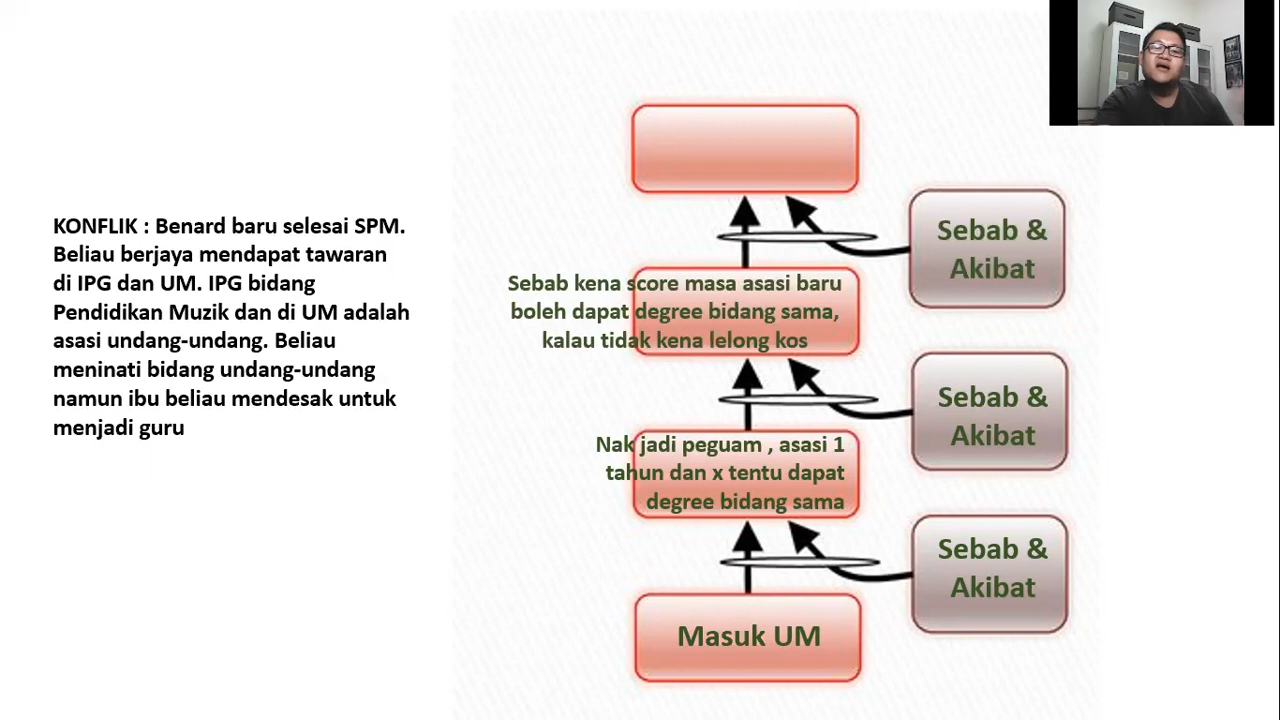 KONFLIK : Benard baru selesai SPM.
Beliau berjaya mendapat tawaran
di IPG dan UM. IPG bidang
Pendidikan Muzik dan di UM adalah
asasi undang-undang. Beliau
meninati bidang undang-undang
namun ibu beliau mendesak untuk
menjadi guru
Sebab &
Akibat
Sebab kena score masa asasi baru
boleh dapat degree bidang sama,
kalau tidak kena lelong kos
Sebab &
Akibat
Nak jadi peguam , asasi 1
tahun dan x tentu dapat
degree bidang sama
Sebab &
Akibat
Masuk UM